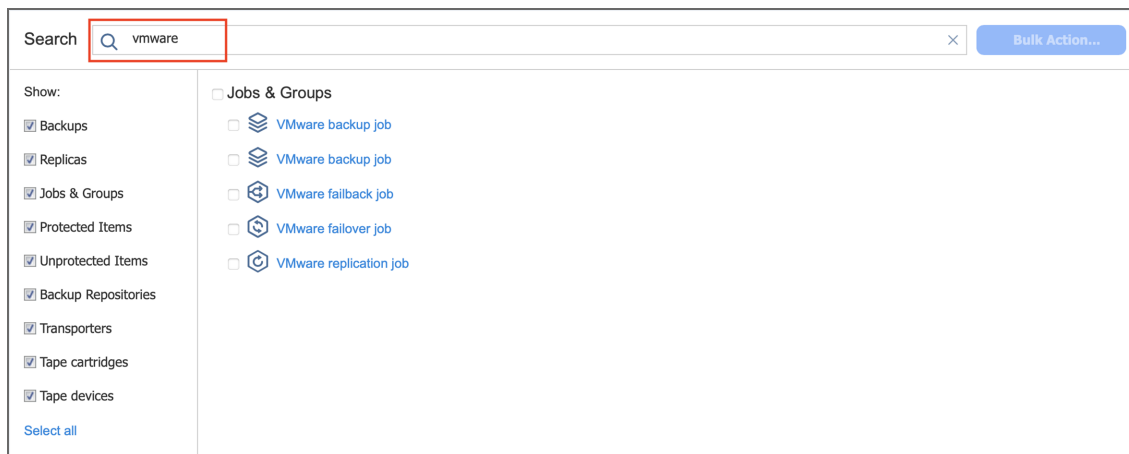 Search
vmware
Bulk Action...
Show:
Backups
Replicas
Jobs & Groups
Protected Items
Unprotected Items
Backup Repositories
Transporters
Tape cartridges
Tape devices
Select all
Jobs & Groups
VMware backup job
VMware backup job
VMware failback job
VMware failover job
VMware replication job